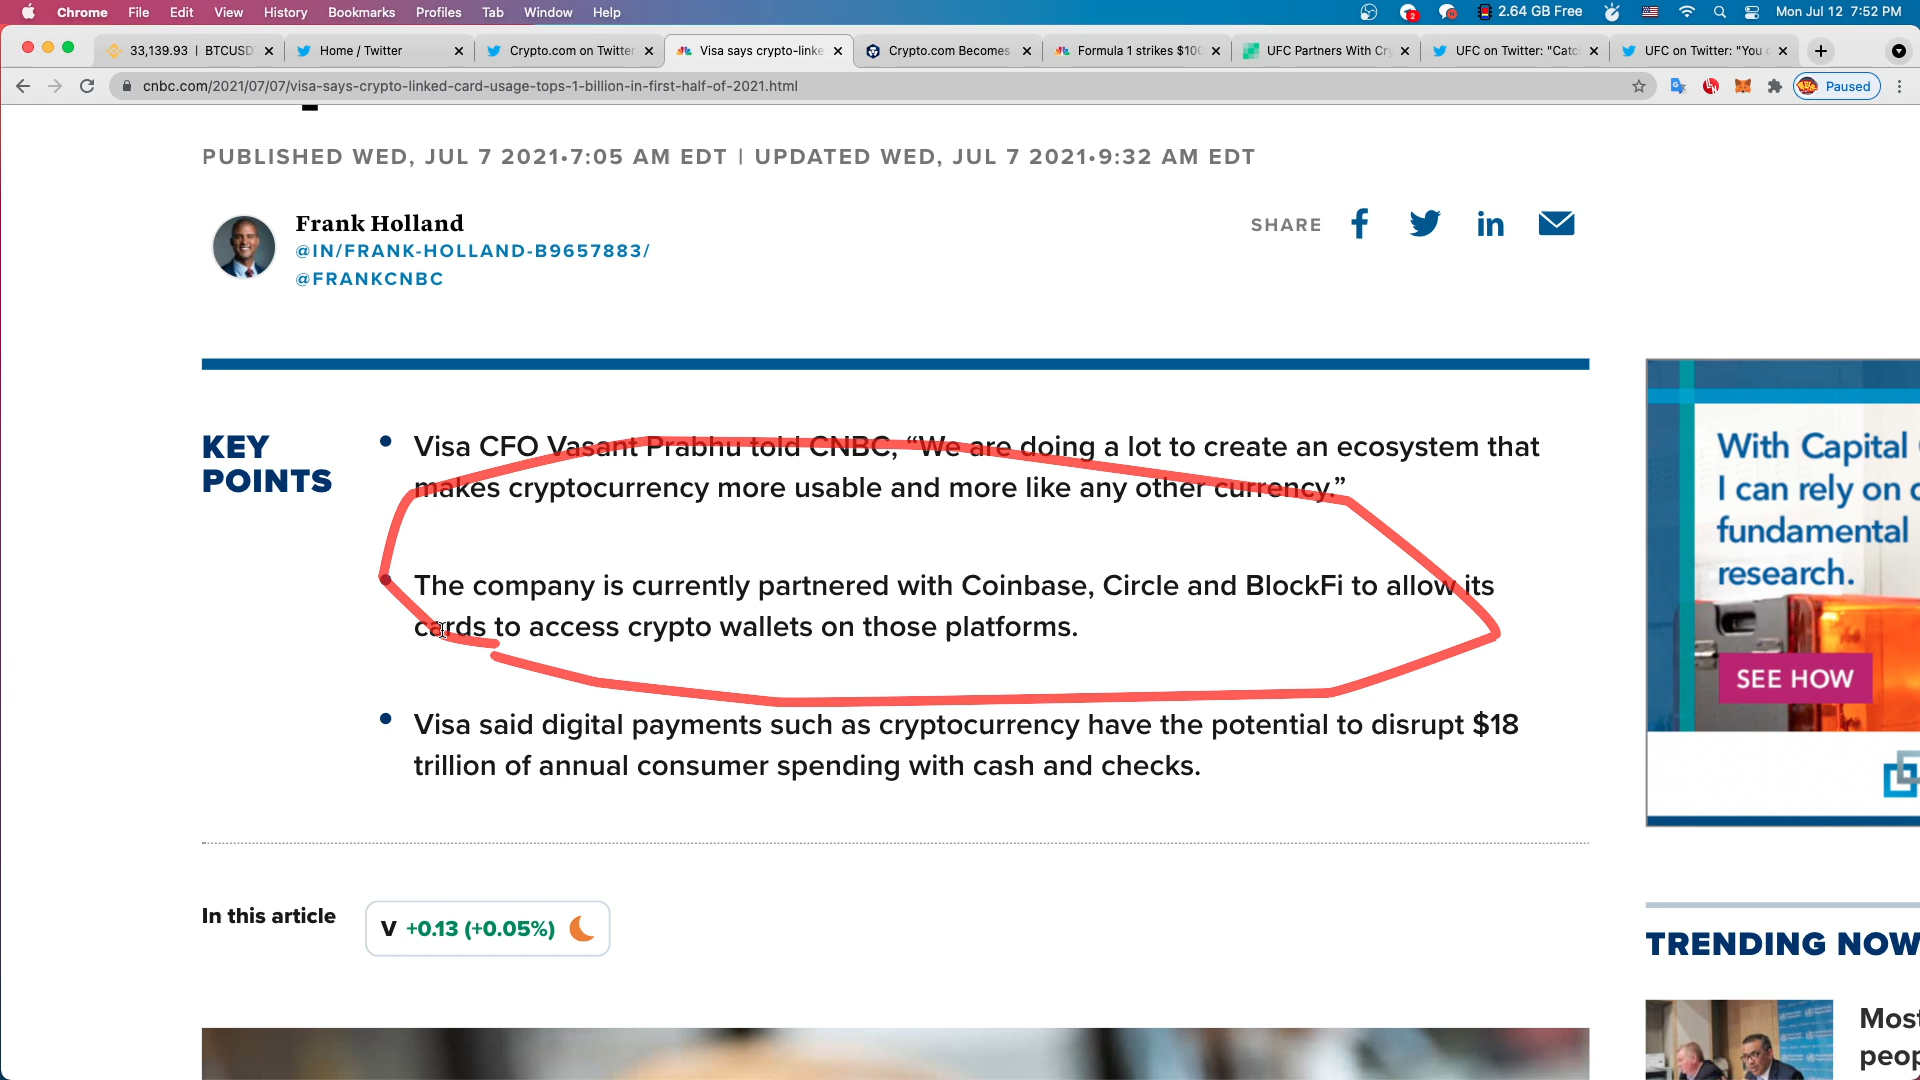 Chrome File Edit View History Bookmarks Profiles Tab Window Help 2 2.64 GB Free Mon Jul 12 7:52 PM
33,139.93 | BTCUSD Home / Twitter Crypto.com on Twitter Visa says crypto-linke Crypto.com Becomes Formula 1 strikes $100 UFC Partners With Cry UFC on Twitter: "Catc UFC on Twitter: "You
cnbc.com/2021/07/07/visa-says-crypto-linked-card-usage-tops-1-billion-in-first-half-of-2021.html Paused
PUBLISHED WED, JUL 7 2021•7:05 AM EDT | UPDATED WED, JUL 7 2021•9:32 AM EDT
Frank Holland
@IN/FRANK-HOLLAND-B9657883/
@FRANKCNBC
SHARE
KEY
POINTS
Visa CFO Vasant Prabhu told CNBC, “We are doing a lot to create an ecosystem that
makes cryptocurrency more usable and more like any other currency.”
The company is currently partnered with Coinbase, Circle and BlockFi to allow its
cards to access crypto wallets on those platforms.
Visa said digital payments such as cryptocurrency have the potential to disrupt $18
trillion of annual consumer spending with cash and checks.
In this article
V +0.13 (+0.05%)
With Capital
I can rely on
fundamental
research.
SEE HOW
TRENDING NOW
Most
peop